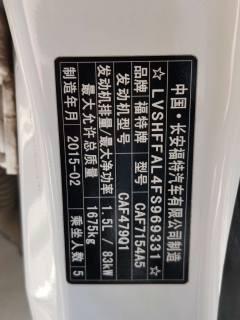 中国·长安福特汽车有限公司制造
☆LVSHFFAL4FS969331☆
品牌 福特牌 CAF7154A5
发动机型号 CAF479Q1
发动机排量/最大净功率 1.5L / 83kW
最大允许总质量 1675kg
制造年月 2015-02 乘坐人数 5